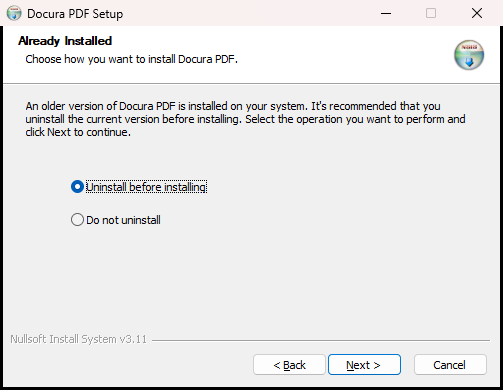 Docura PDF Setup
Already Installed
Choose how you want to install Docura PDF.
An older version of Docura PDF is installed on your system. It's recommended that you
uninstall the current version before installing. Select the operation you want to perform and
click Next to continue.
Uninstall before installing
Do not uninstall
Nullsoft Install System v3.11
< Back
Next >
Cancel